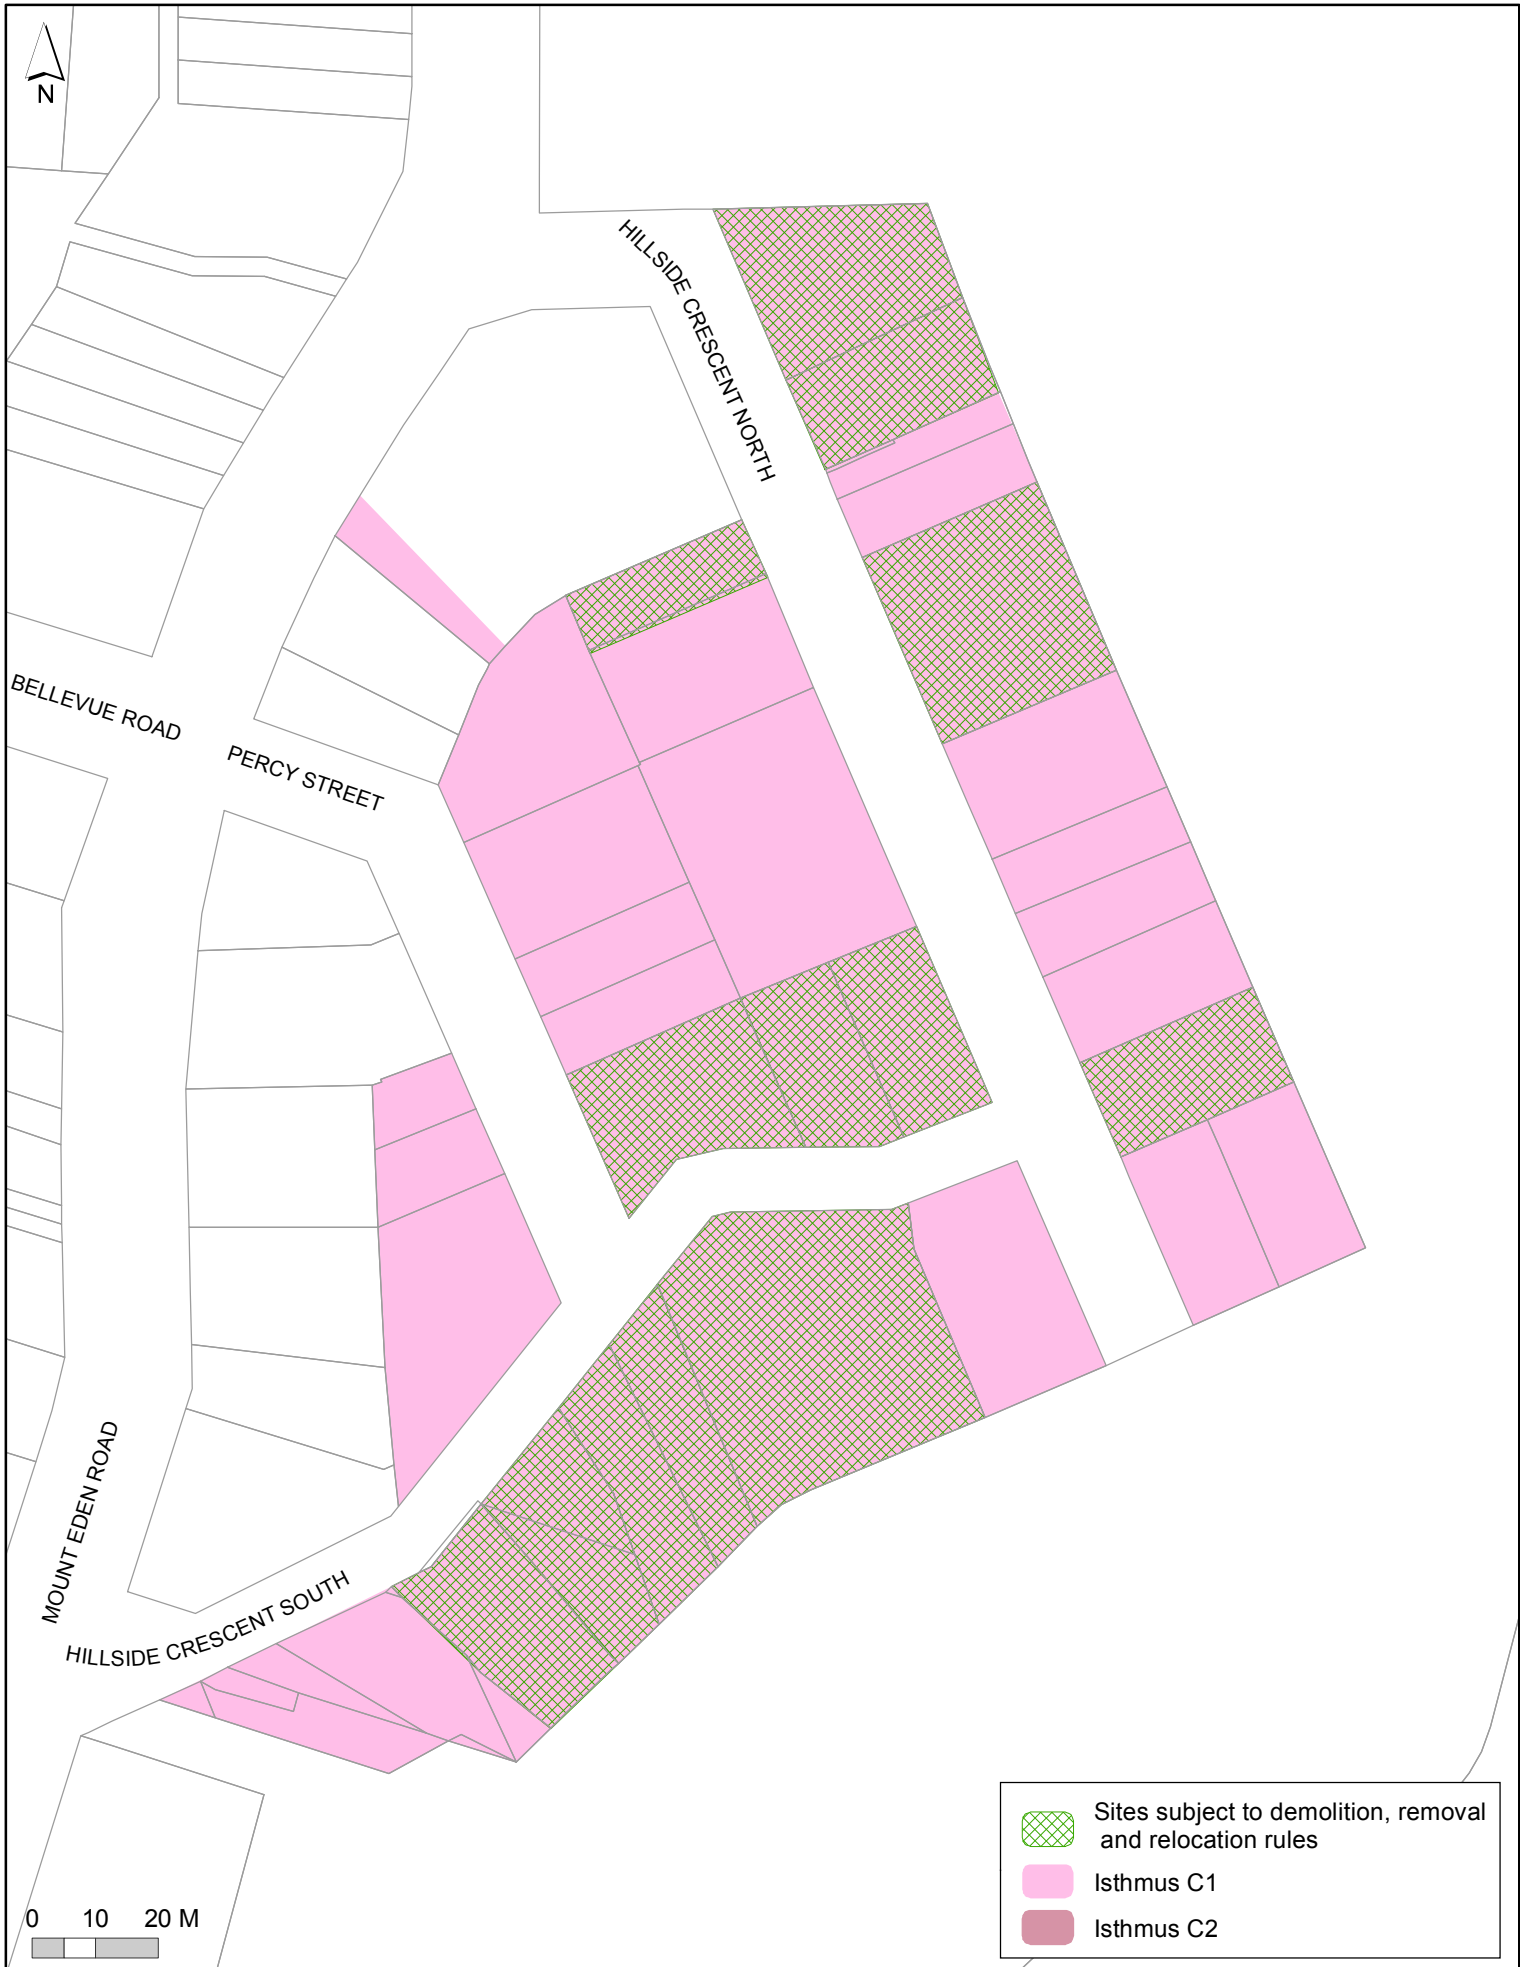 N
HILLSIDE CRESCENT NORTH
BELLEVUE ROAD
PERCY STREET
MOUNT EDEN ROAD
HILLSIDE CRESCENT SOUTH
Sites subject to demolition, removal
and relocation rules
Isthmus C1
Isthmus C2
0 10 20 M